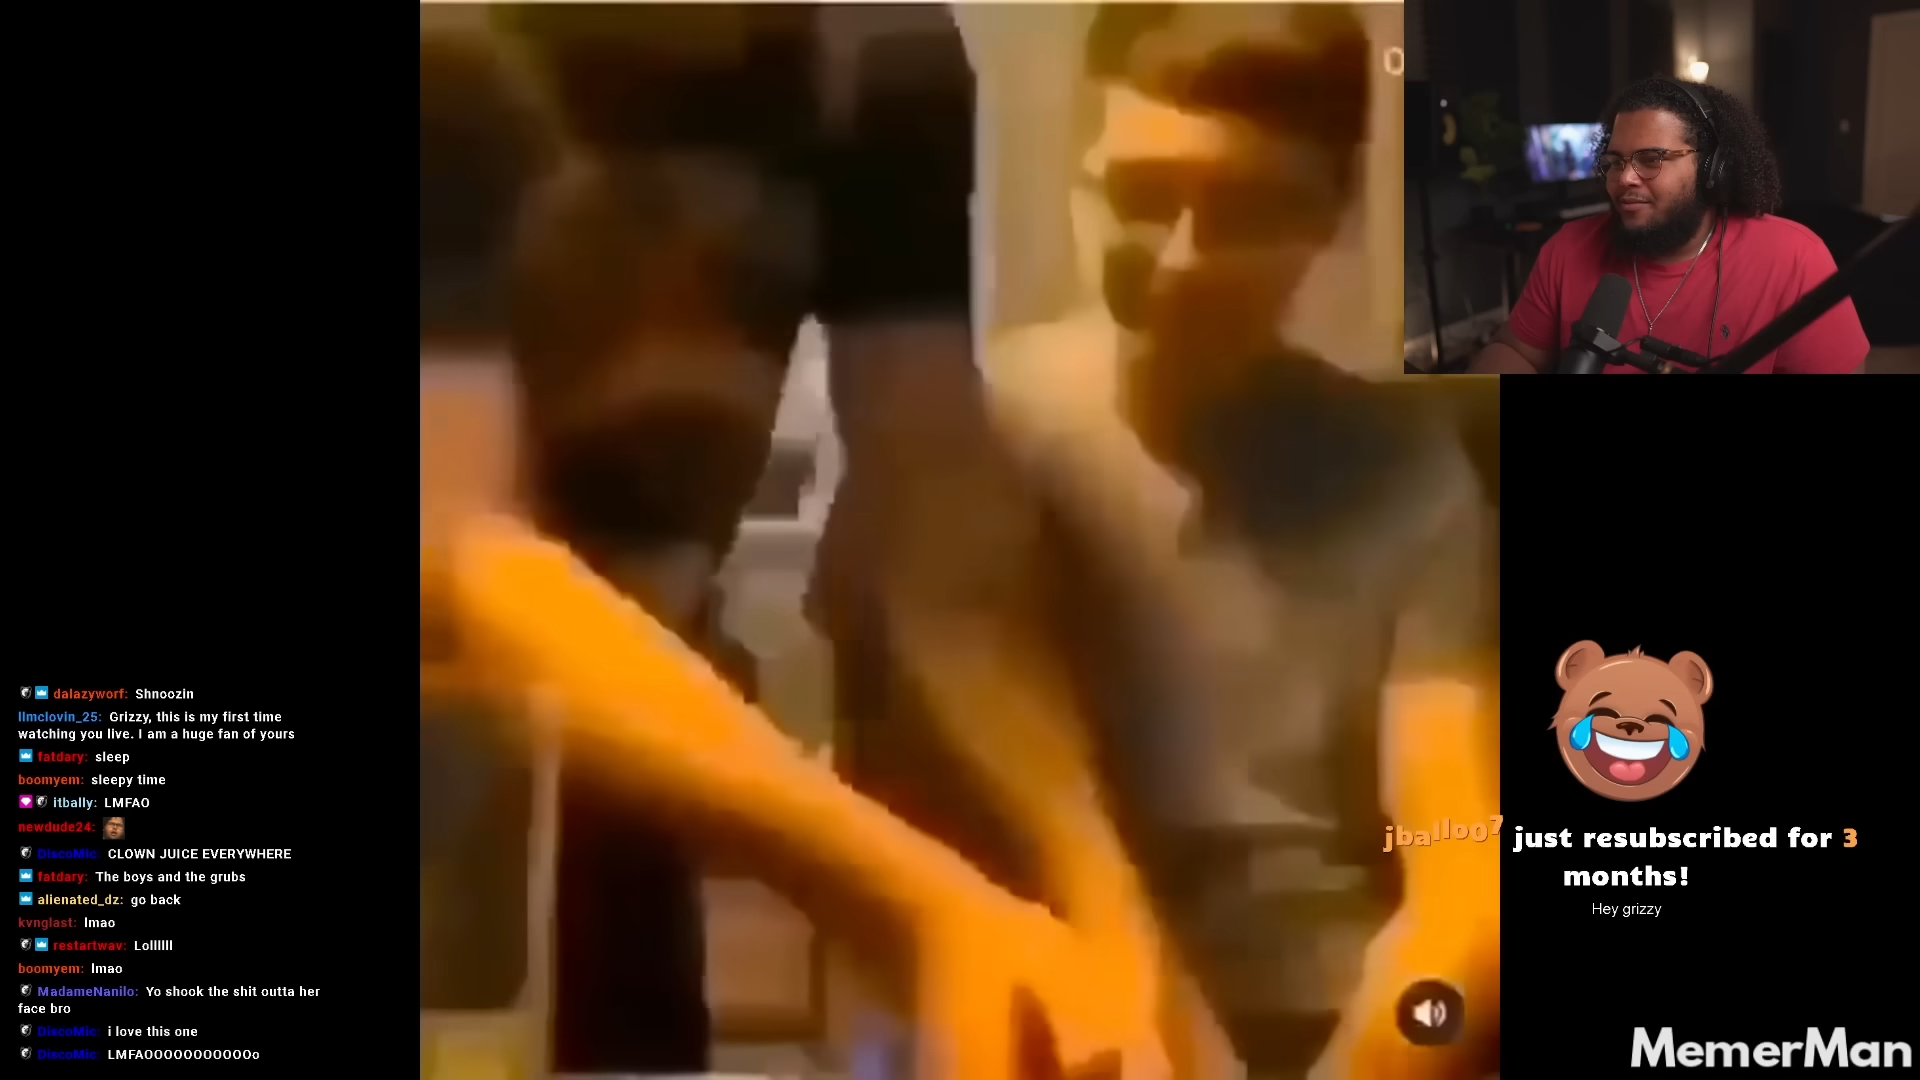 dalazyworf: Shnoozin
llmclovin_25: Grizzy, this is my first time
watching you live. I am a huge fan of yours
fatdary: sleep
boomyem: sleepy time
itbally: LMFAO
newdude24:
DiscoMic: CLOWN JUICE EVERYWHERE
fatdary: The boys and the grubs
alienated_dz: go back
kvnglast: lmao
restartwav: Lollllll
boomyem: lmao
MadameNanilo: Yo shook the shit outta her
face bro
DiscoMic: i love this one
DiscoMic: LMFAOOOOOOOOOOOo
0
jballoo7 just resubscribed for 3
months!
Hey grizzy
MemerMan